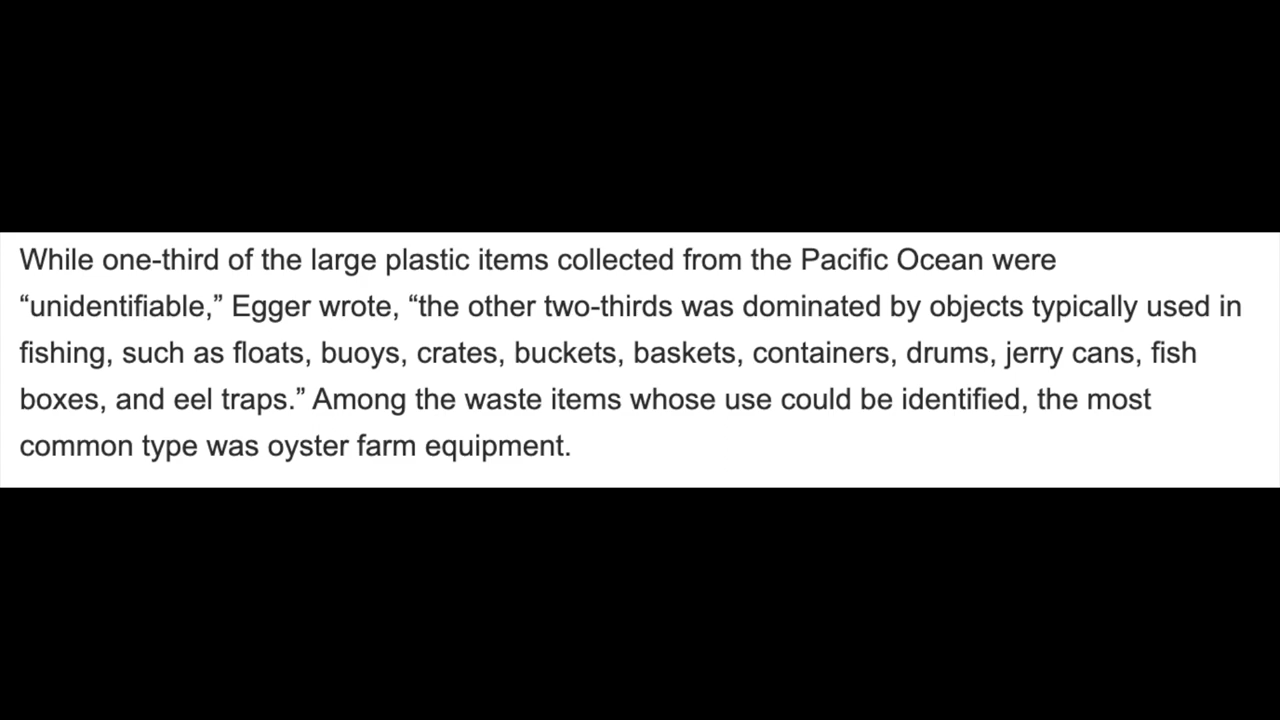 While one-third of the large plastic items collected from the Pacific Ocean were
“unidentifiable,” Egger wrote, “the other two-thirds was dominated by objects typically used in
fishing, such as floats, buoys, crates, buckets, baskets, containers, drums, jerry cans, fish
boxes, and eel traps.” Among the waste items whose use could be identified, the most
common type was oyster farm equipment.